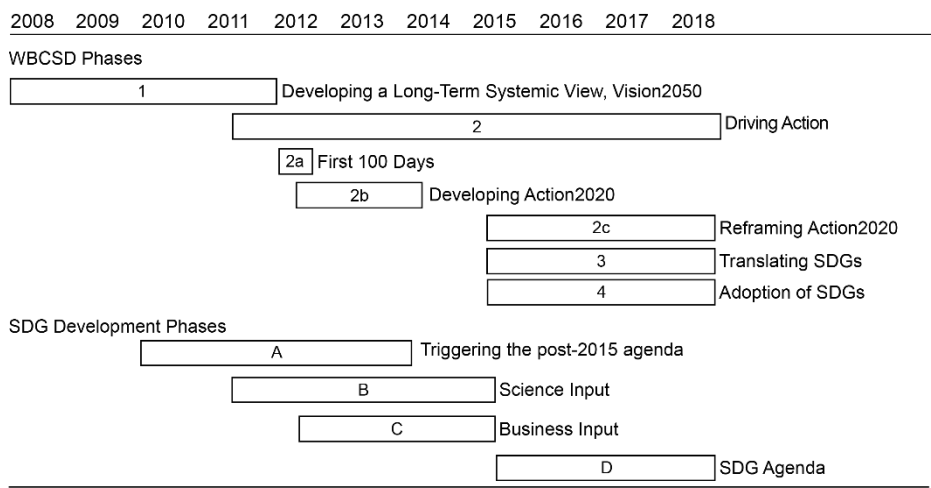 2008 2009 2010 2011 2012 2013 2014 2015 2016 2017 2018
WBCSD Phases
1 Developing a Long-Term Systemic View, Vision2050
2 Driving Action
2a First 100 Days
2b Developing Action2020
2c Reframing Action2020
3 Translating SDGs
4 Adoption of SDGs
SDG Development Phases
A Triggering the post-2015 agenda
B Science Input
C Business Input
D SDG Agenda